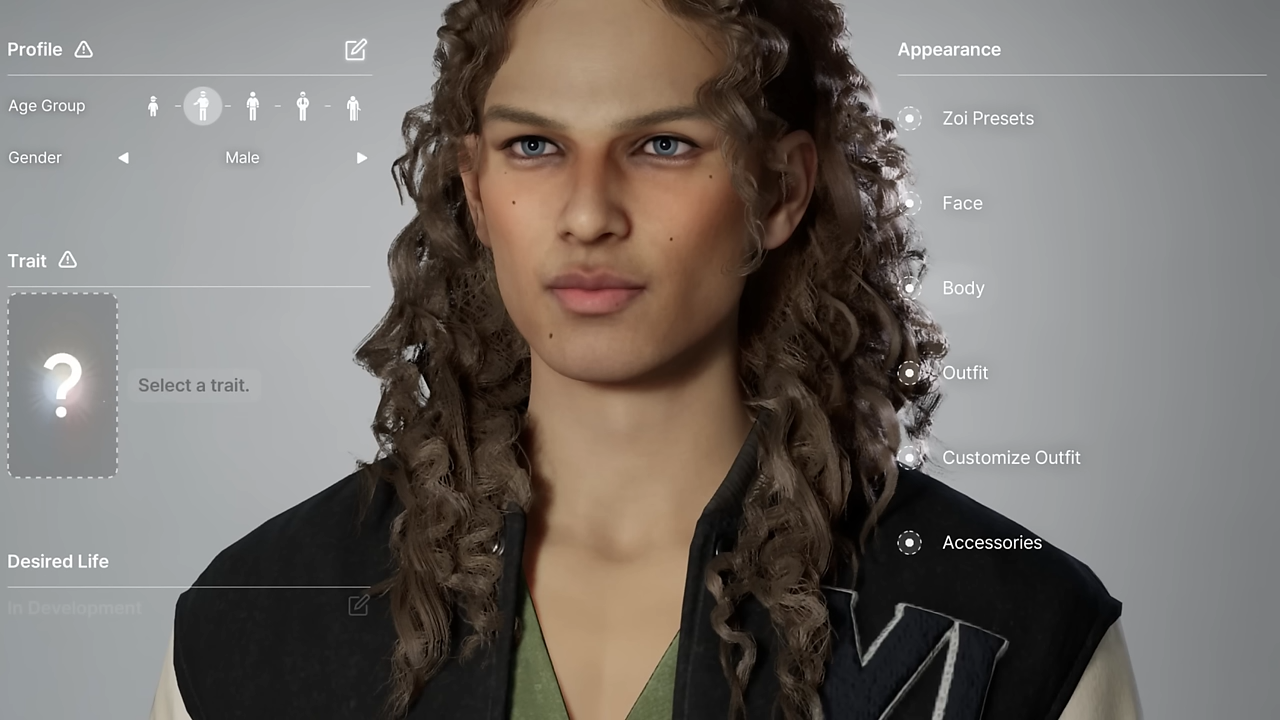 Profile
Age Group
Gender
Male
Trait
?
Select a trait.
Desired Life
In Development
Appearance
Zoi Presets
Face
Body
Outfit
Customize Outfit
Accessories